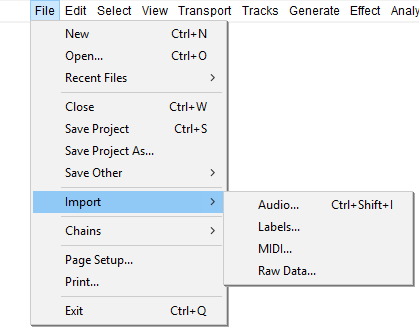 File Edit Select View Transport Tracks Generate Effect Analy
New Ctrl+N
Open... Ctrl+O
Recent Files
Close Ctrl+W
Save Project Ctrl+S
Save Project As...
Save Other
Import
Audio... Ctrl+Shift+I
Labels...
Chains
MIDI...
Page Setup...
Raw Data...
Print...
Exit Ctrl+Q